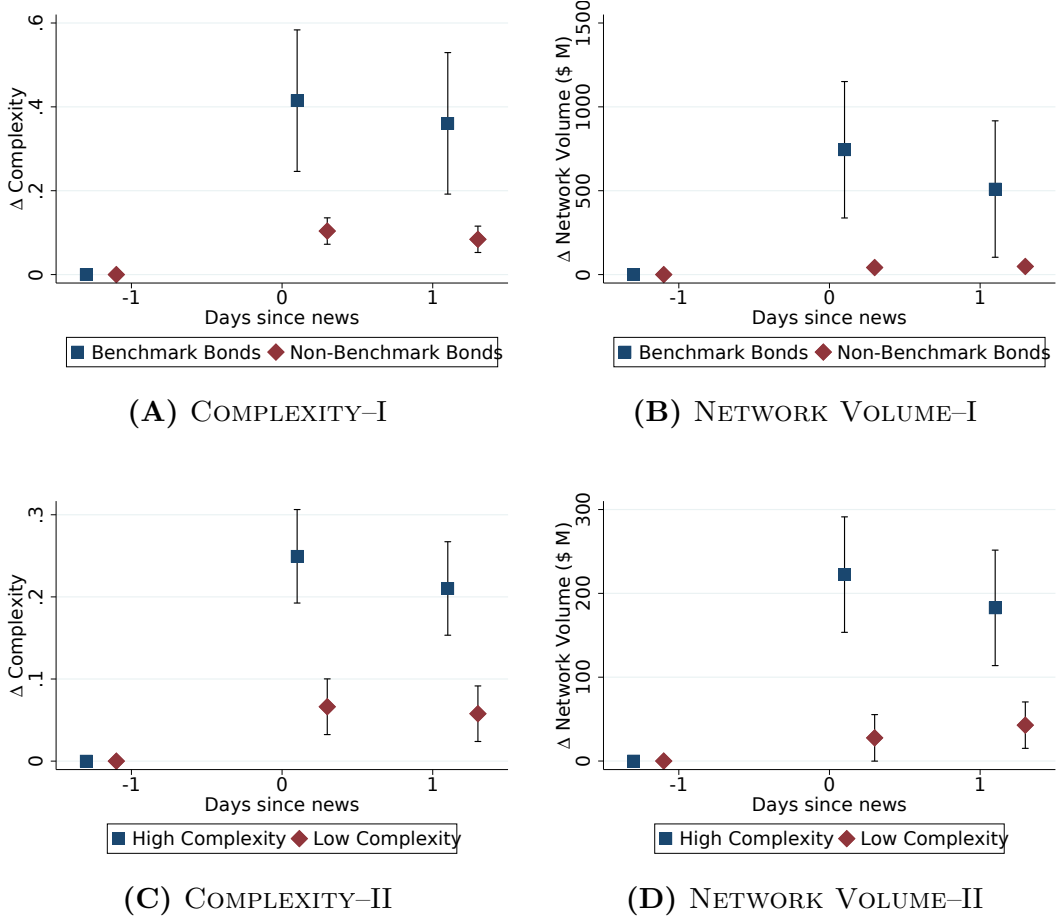 Δ Complexity
0 .2 .4 .6
-1 0 1
Days since news
Benchmark Bonds Non-Benchmark Bonds
(A) COMPLEXITY–I
Δ Network Volume ($ M)
0 500 1000 1500
-1 0 1
Days since news
Benchmark Bonds Non-Benchmark Bonds
(B) NETWORK VOLUME–I
Δ Complexity
0 .1 .2 .3
-1 0 1
Days since news
High Complexity Low Complexity
(C) COMPLEXITY–II
Δ Network Volume ($ M)
0 100 200 300
-1 0 1
Days since news
High Complexity Low Complexity
(D) NETWORK VOLUME–II